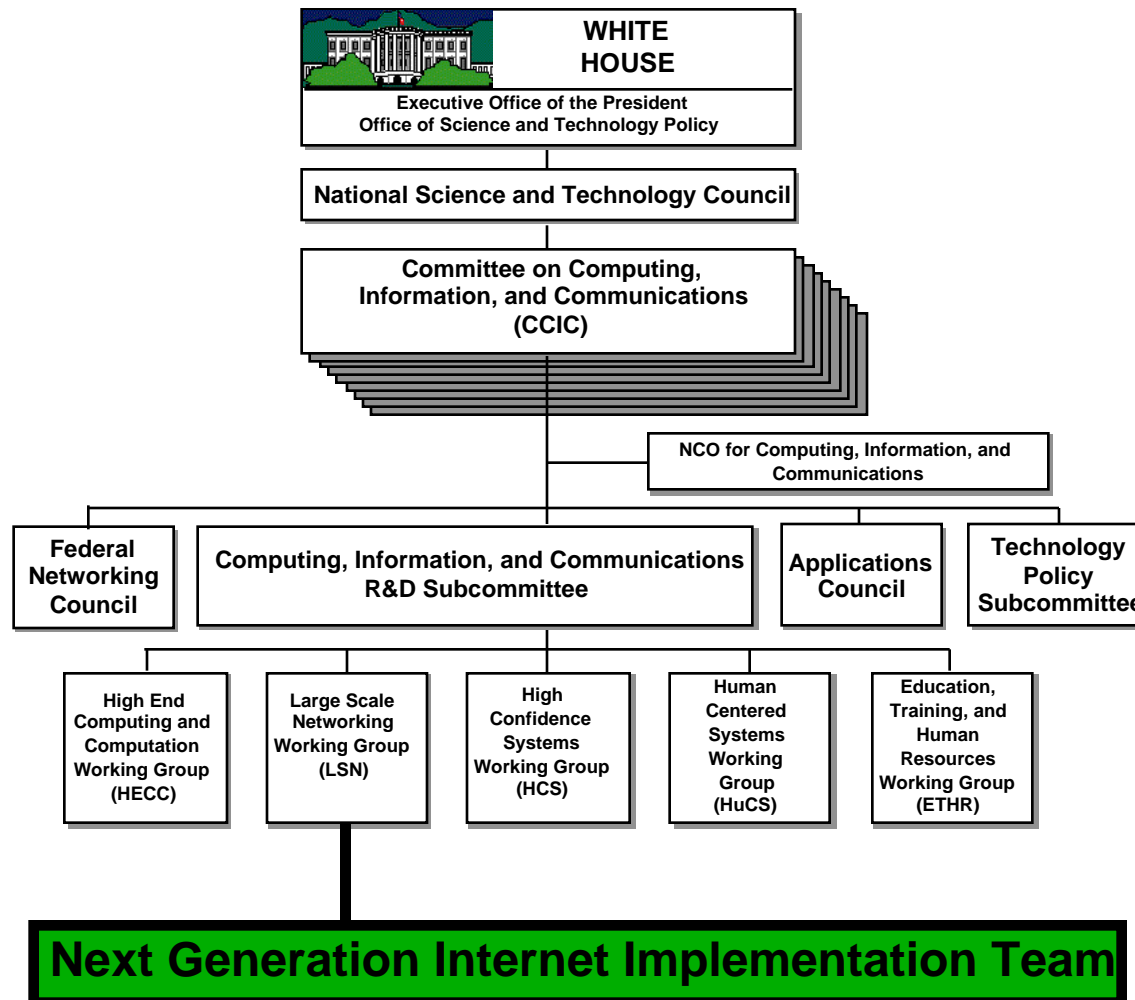 WHITE
HOUSE
Executive Office of the President
Office of Science and Technology Policy
National Science and Technology Council
Committee on Computing,
Information, and Communications
(CCIC)
NCO for Computing, Information, and
Communications
Federal
Networking
Council
Computing, Information, and Communications
R&D Subcommittee
Applications
Council
Technology
Policy
Subcommittee
High End
Computing and
Computation
Working Group
(HECC)
Large Scale
Networking
Working Group
(LSN)
High
Confidence
Systems
Working Group
(HCS)
Human
Centered
Systems
Working
Group
(HuCS)
Education,
Training, and
Human
Resources
Working Group
(ETHR)
Next Generation Internet Implementation Team